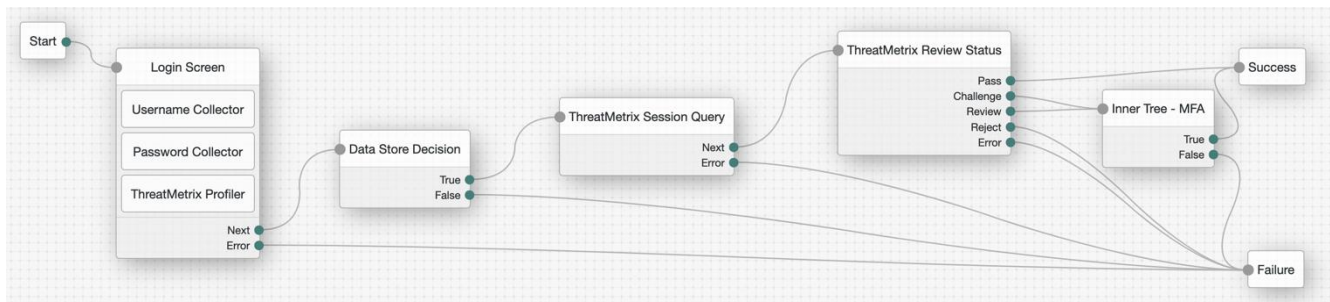 Start
Login Screen
Username Collector
Password Collector
ThreatMetrix Profiler
Next
Error
Data Store Decision
True
False
ThreatMetrix Session Query
Next
Error
ThreatMetrix Review Status
Pass
Challenge
Review
Reject
Error
Inner Tree - MFA
True
False
Success
Failure